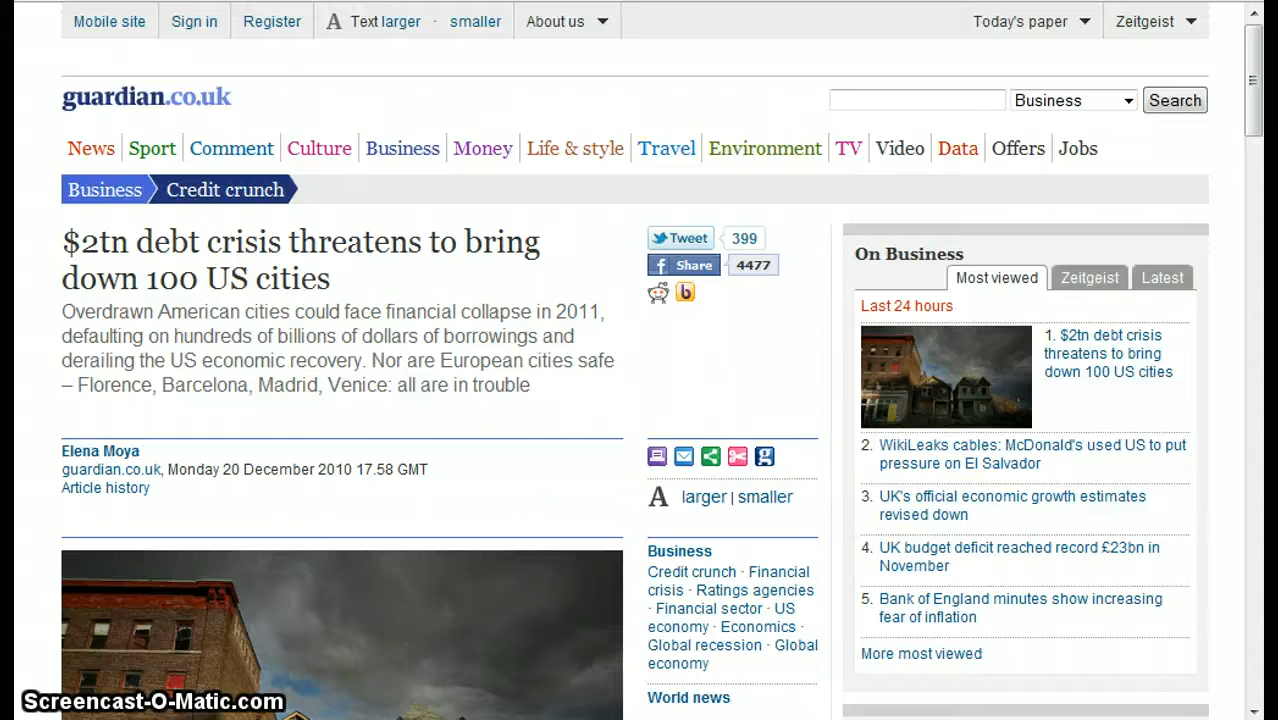 Mobile site
Sign in
Register
A Text larger · smaller
About us
Today's paper
Zeitgeist
guardian.co.uk
Business
Search
News
Sport
Comment
Culture
Business
Money
Life & style
Travel
Environment
TV
Video
Data
Offers
Jobs
Business
Credit crunch
$2tn debt crisis threatens to bring
down 100 US cities
Overdrawn American cities could face financial collapse in 2011,
defaulting on hundreds of billions of dollars of borrowings and
derailing the US economic recovery. Nor are European cities safe
– Florence, Barcelona, Madrid, Venice: all are in trouble
Elena Moya
guardian.co.uk, Monday 20 December 2010 17.58 GMT
Article history
Tweet
399
f Share
4477
b
g
A larger | smaller
Business
Credit crunch · Financial
crisis · Ratings agencies
· Financial sector · US
economy · Economics ·
Global recession · Global
economy
World news
On Business
Most viewed
Zeitgeist
Latest
Last 24 hours
1. $2tn debt crisis
threatens to bring
down 100 US cities
2. WikiLeaks cables: McDonald's used US to put
pressure on El Salvador
3. UK's official economic growth estimates
revised down
4. UK budget deficit reached record £23bn in
November
5. Bank of England minutes show increasing
fear of inflation
More most viewed
Screencast-O-Matic.com